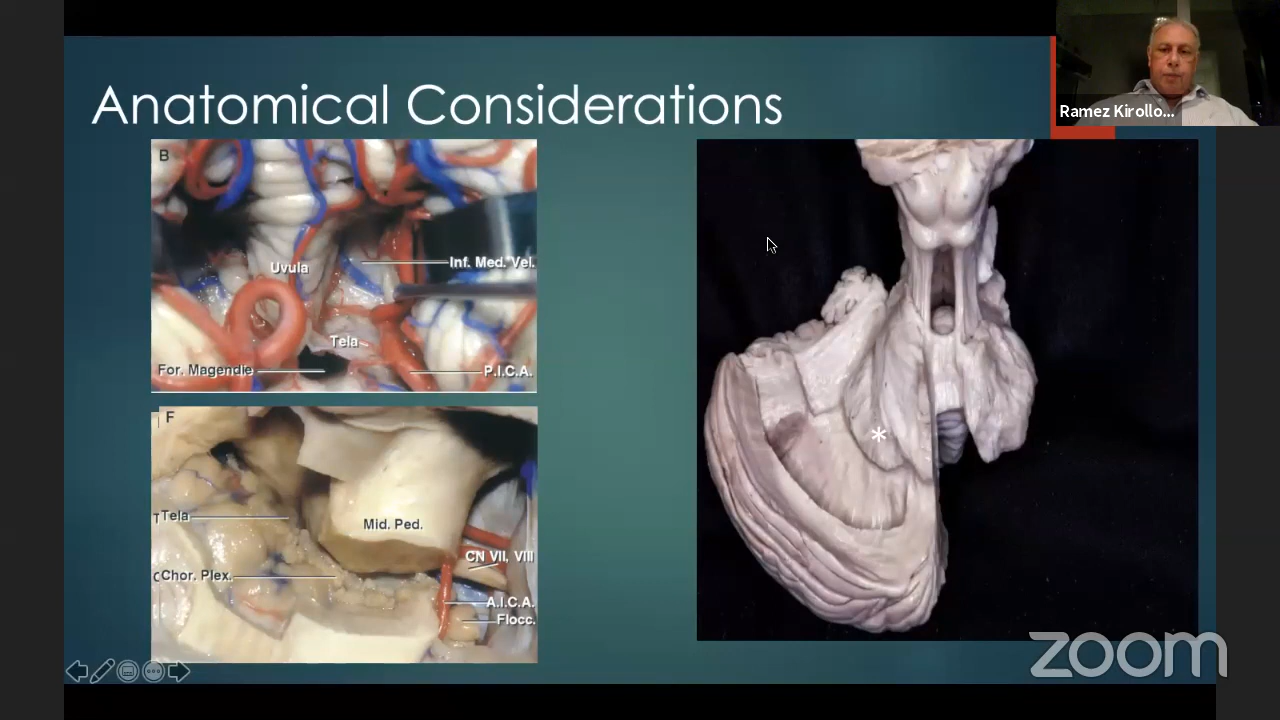 Anatomical Considerations
Ramez Kirollo...
B
Uvula
Inf. Med. Vel.
Tela
For. Magendie
P.I.C.A.
F
Tela
Mid. Ped.
CN VII, VIII
Chor. Plex.
A.I.C.A.
Flocc.
*
zoom